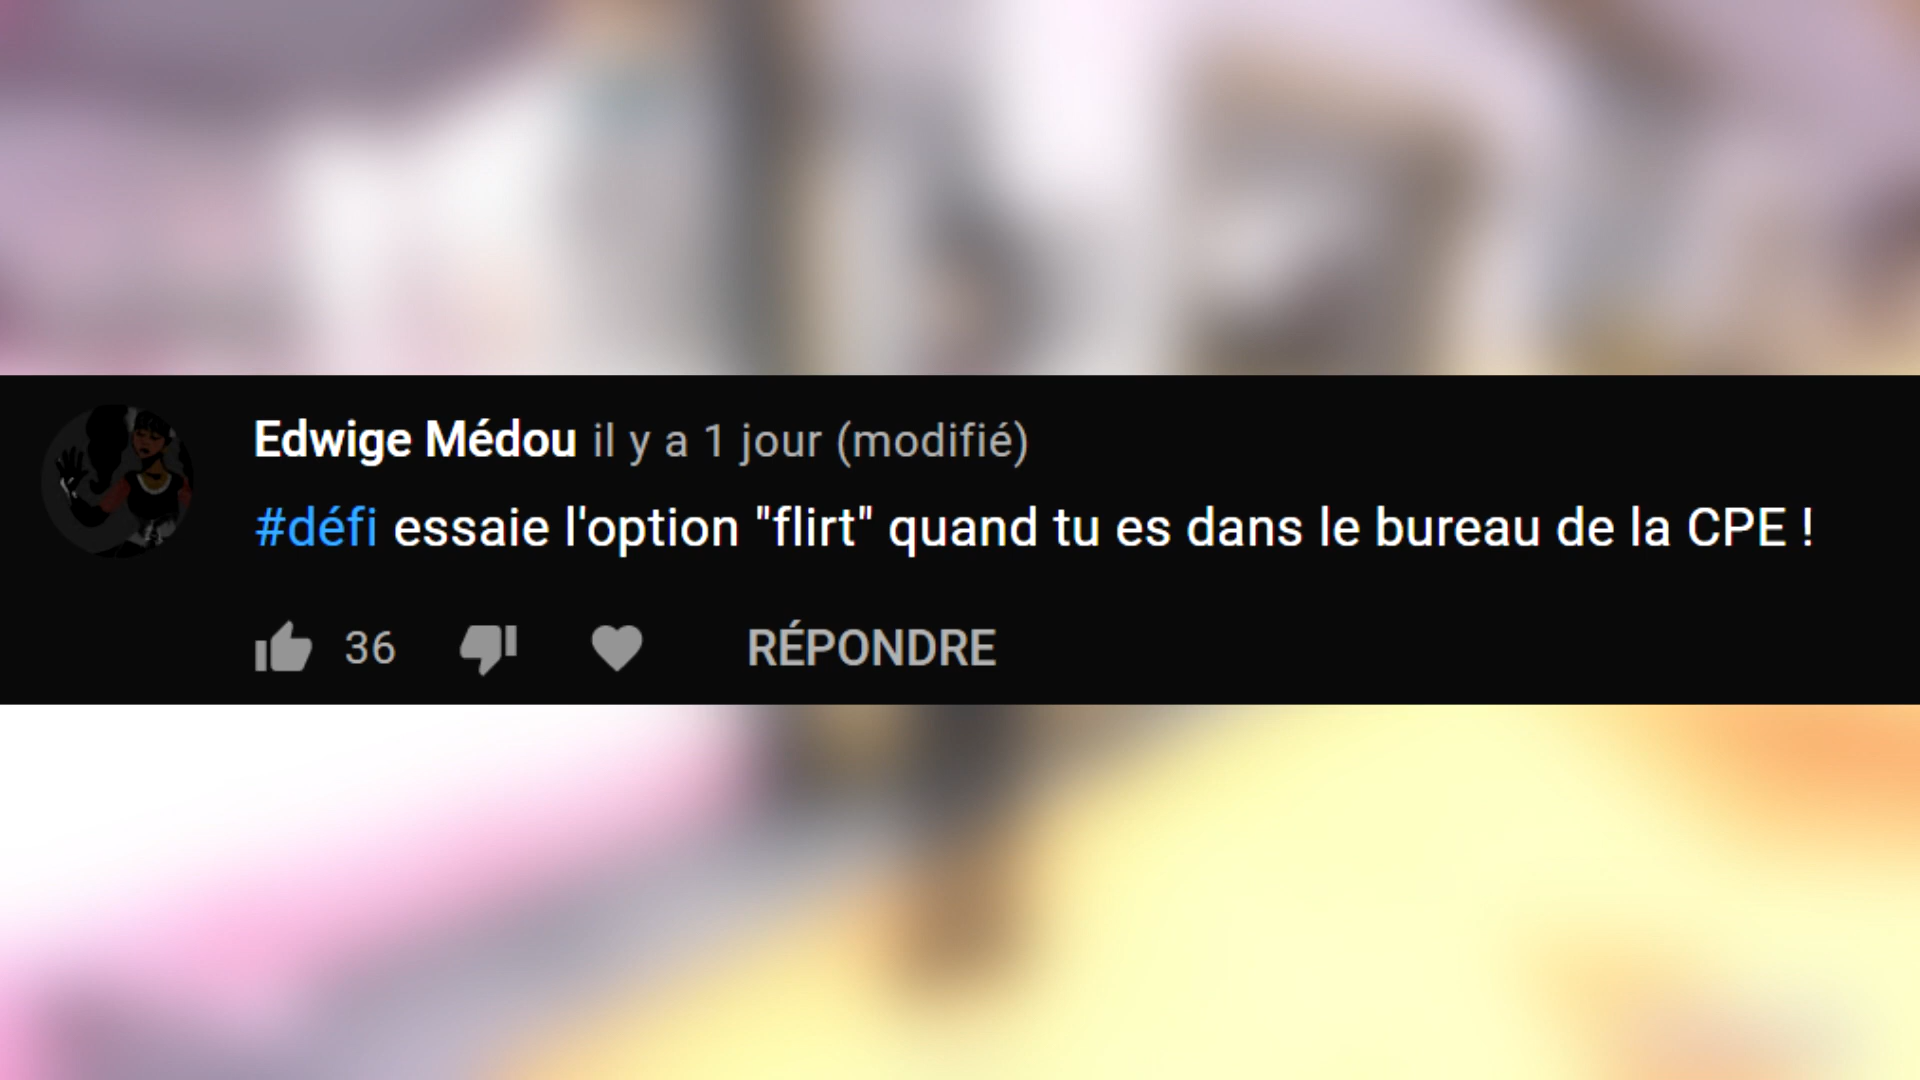 Edwige Médou il y a 1 jour (modifié)
#défi essaie l'option "flirt" quand tu es dans le bureau de la CPE !
36 RÉPONDRE